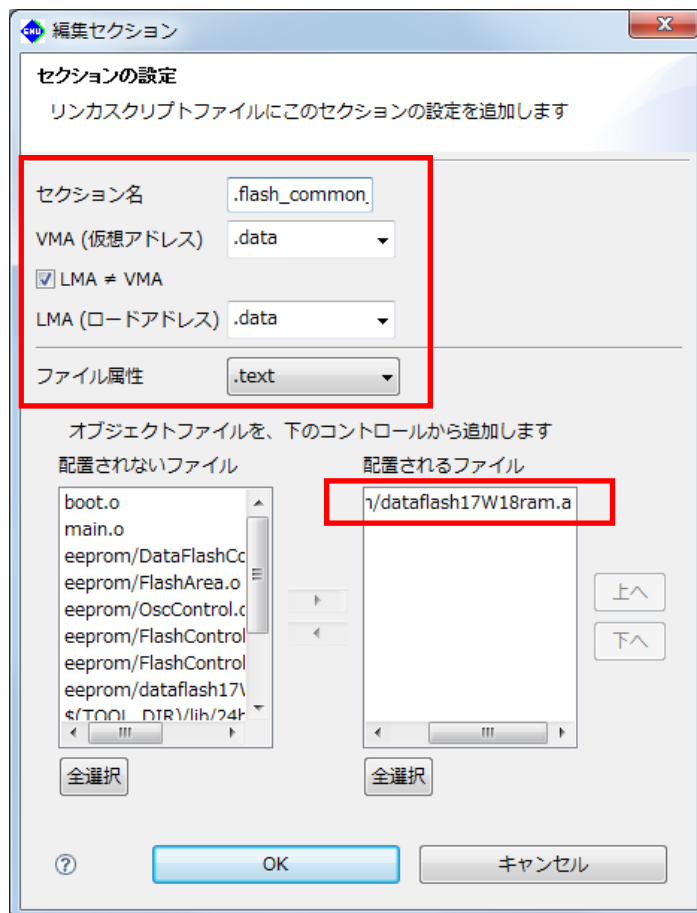 GNU 編集セクション
セクションの設定
リンカスクリプトファイルにこのセクションの設定を追加します
セクション名 .flash_common_
VMA (仮想アドレス) .data
LMA ≠ VMA
LMA (ロードアドレス) .data
ファイル属性 .text
オブジェクトファイルを、下のコントロールから追加します
配置されないファイル
boot.o
main.o
eeprom/DataFlashCo
eeprom/FlashArea.o
eeprom/OscControl.c
eeprom/FlashControl
eeprom/FlashControl
eeprom/dataflash17\
$(TOOL_DIR)/lib/24b
全選択
配置されるファイル
n/dataflash17W18ram.a
全選択
上へ
下へ
?
OK
キャンセル